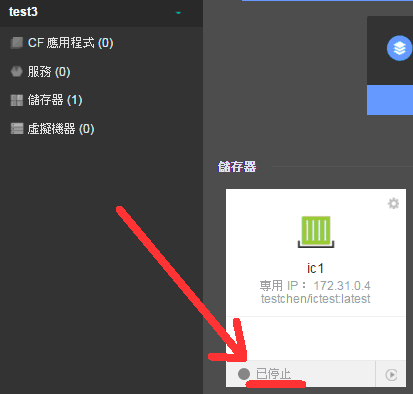 test3
CF 應用程式 (0)
服務 (0)
儲存器 (1)
虛擬機器 (0)
儲存器
ic1
專用 IP： 172.31.0.4
testchen/ictest:latest
已停止